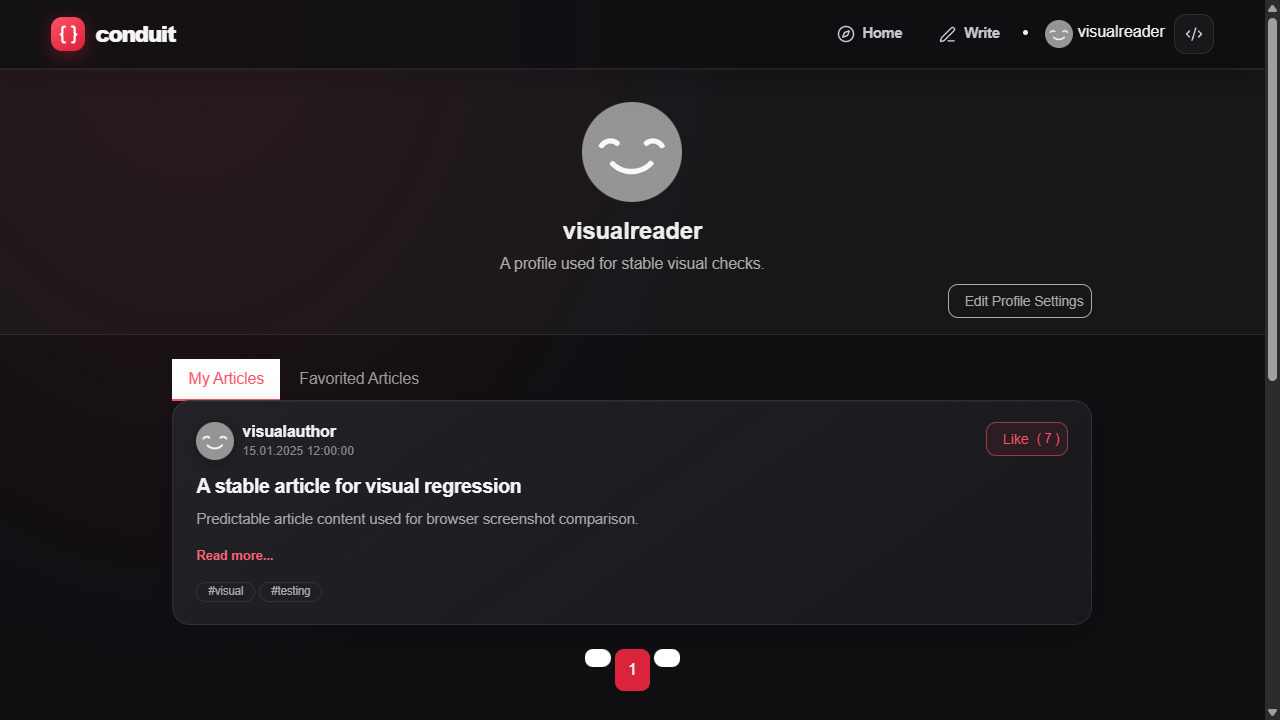 { } conduit
Home
Write
visualreader
</>
visualreader
A profile used for stable visual checks.
Edit Profile Settings
My Articles
Favorited Articles
visualauthor
15.01.2025 12:00:00
Like ( 7 )
A stable article for visual regression
Predictable article content used for browser screenshot comparison.
Read more...
#visual
#testing
1